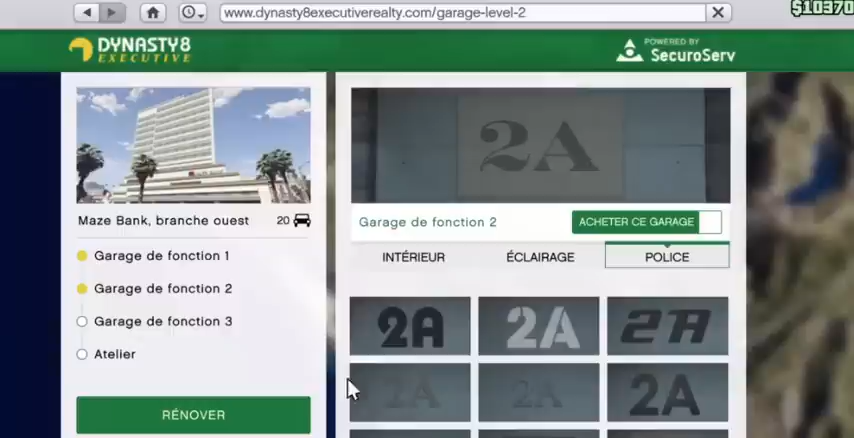 www.dynasty8executiverealty.com/garage-level-2
$10370
DYNASTY8
EXECUTIVE
POWERED BY
SecuroServ
2A
Maze Bank, branche ouest 20
Garage de fonction 2
ACHETER CE GARAGE
Garage de fonction 1
Garage de fonction 2
Garage de fonction 3
Atelier
RÉNOVER
INTÉRIEUR ÉCLAIRAGE POLICE
2A 2A 2A
2A 2A 2A